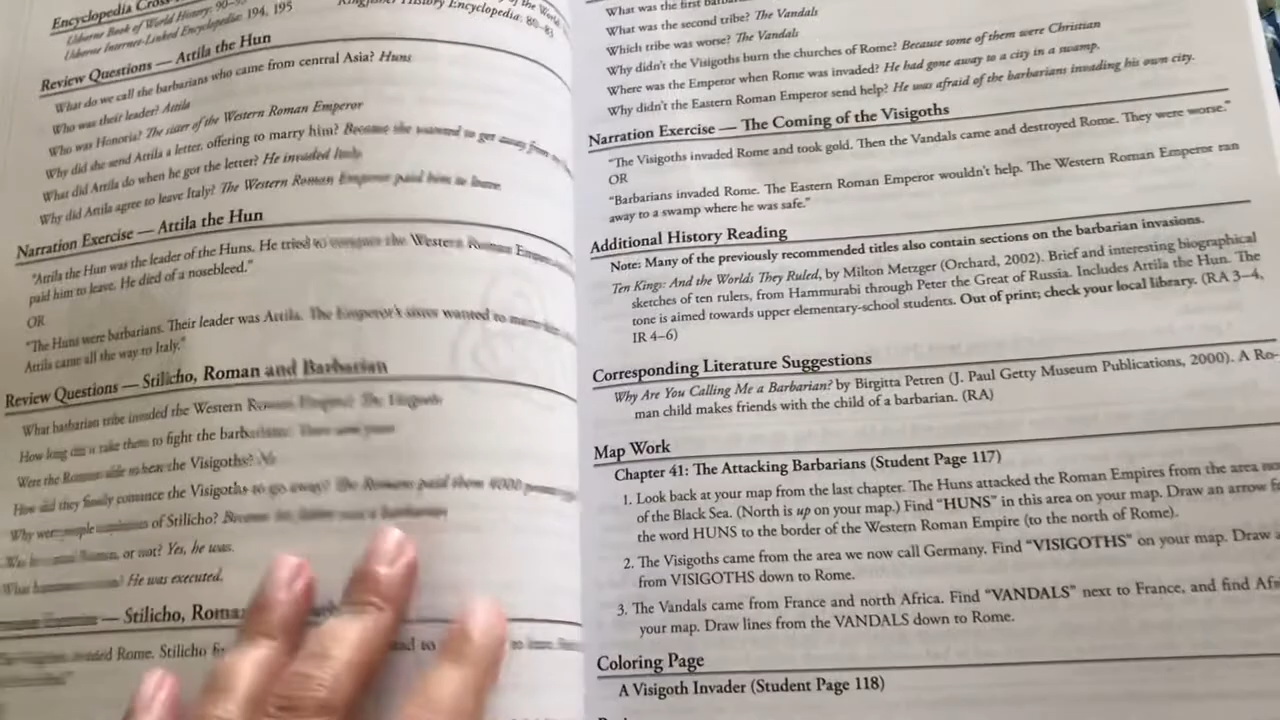 Encyclopedia Cross
Usborne Book of World History: 90–
Usborne Internet-Linked Encyclopedia: 194, 195
History Encyclopedia: 80–81
Review Questions — Attila the Hun
What do we call the barbarians who came from central Asia? Huns
Who was their leader? Attila
Who was Honoria? The sister of the Western Roman Emperor
Why did she send Attila a letter, offering to marry him? Because she wanted to get away from
What did Attila do when he got the letter? He invaded Italy
Why did Attila agree to leave Italy? The Western Roman Emperor paid him to leave
Narration Exercise — Attila the Hun
"Attila the Hun was the leader of the Huns. He tried to conquer the Western Roman
paid him to leave. He died of a nosebleed."
OR
"The Huns were barbarians. Their leader was Attila. The Emperor's sister wanted to
Attila came all the way to Italy."
Review Questions — Stilicho, Roman and Barbarian
What barbarian tribe invaded the Western Roman Empire? The Visigoths
How long did it take them to fight the
Were the Romans able to beat the Visigoths? No
How did they finally convince the Visigoths to go away? The Romans paid them 4000
Why were people of Stilicho? Because his
or not? Yes, he was.
What He was executed.
— Stilicho,
Rome. Stilicho
What was the first
What was the second tribe? The Vandals
Which tribe was worse? The Vandals
Why didn't the Visigoths burn the churches of Rome? Because some of them were Christian
Where was the Emperor when Rome was invaded? He had gone away to a city in a swamp.
Why didn't the Eastern Roman Emperor send help? He was afraid of the barbarians invading his own city.
Narration Exercise — The Coming of the Visigoths
"The Visigoths invaded Rome and took gold. Then the Vandals came and destroyed Rome. They were worse."
OR
"Barbarians invaded Rome. The Eastern Roman Emperor wouldn't help. The Western Roman Emperor ran
away to a swamp where he was safe."
Additional History Reading
Note: Many of the previously recommended titles also contain sections on the barbarian invasions.
Ten Kings: And the Worlds They Ruled, by Milton Metzger (Orchard, 2002). Brief and interesting biographical
sketches of ten rulers, from Hammurabi through Peter the Great of Russia. Includes Attila the Hun. The
tone is aimed towards upper elementary-school students. Out of print; check your local library. (RA 3–4,
IR 4–6)
Corresponding Literature Suggestions
Why Are You Calling Me a Barbarian? by Birgitta Petren (J. Paul Getty Museum Publications, 2000). A Ro-
man child makes friends with the child of a barbarian. (RA)
Map Work
Chapter 41: The Attacking Barbarians (Student Page 117)
1. Look back at your map from the last chapter. The Huns attacked the Roman Empires from the area
of the Black Sea. (North is up on your map.) Find "HUNS" in this area on your map. Draw an arrow
the word HUNS to the border of the Western Roman Empire (to the north of Rome).
2. The Visigoths came from the area we now call Germany. Find "VISIGOTHS" on your map. Draw
from VISIGOTHS down to Rome.
3. The Vandals came from France and north Africa. Find "VANDALS" next to France, and find
your map. Draw lines from the VANDALS down to Rome.
Coloring Page
A Visigoth Invader (Student Page 118)